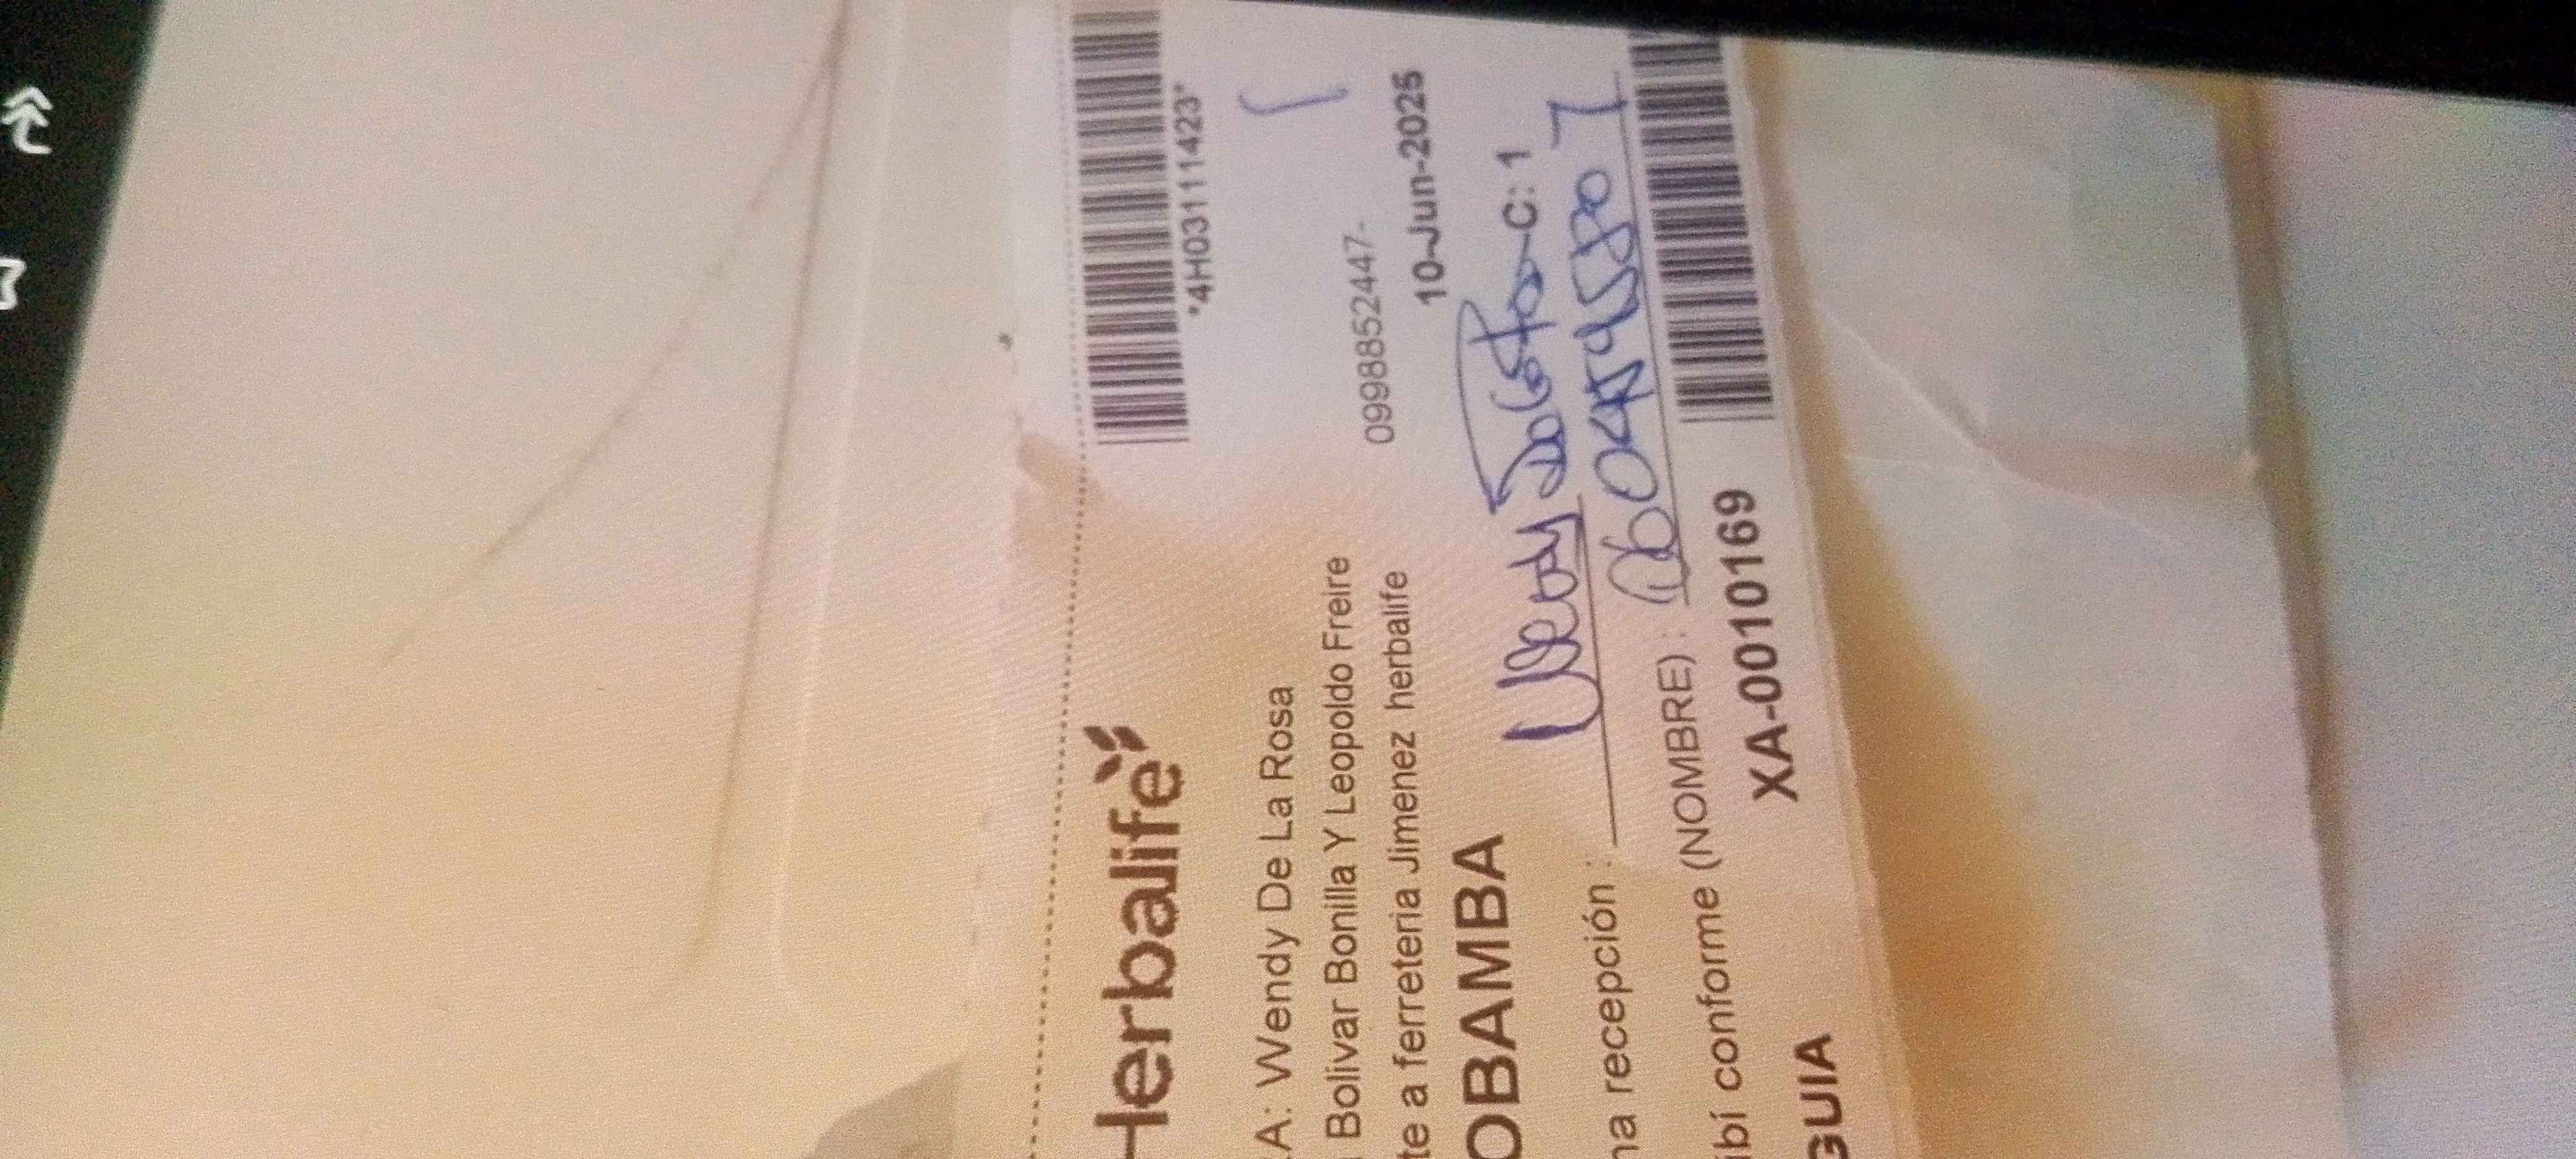 Herbalife
*4H03111423*
A: Wendy De La Rosa
Bolivar Bonilla Y Leopoldo Freire
0998852447-
te a ferreteria Jimenez herbalife
10-Jun-2025
OBAMBA
C: 1
na recepción :
Wendy
ibí conforme (NOMBRE) :
GUIA
XA-0010169